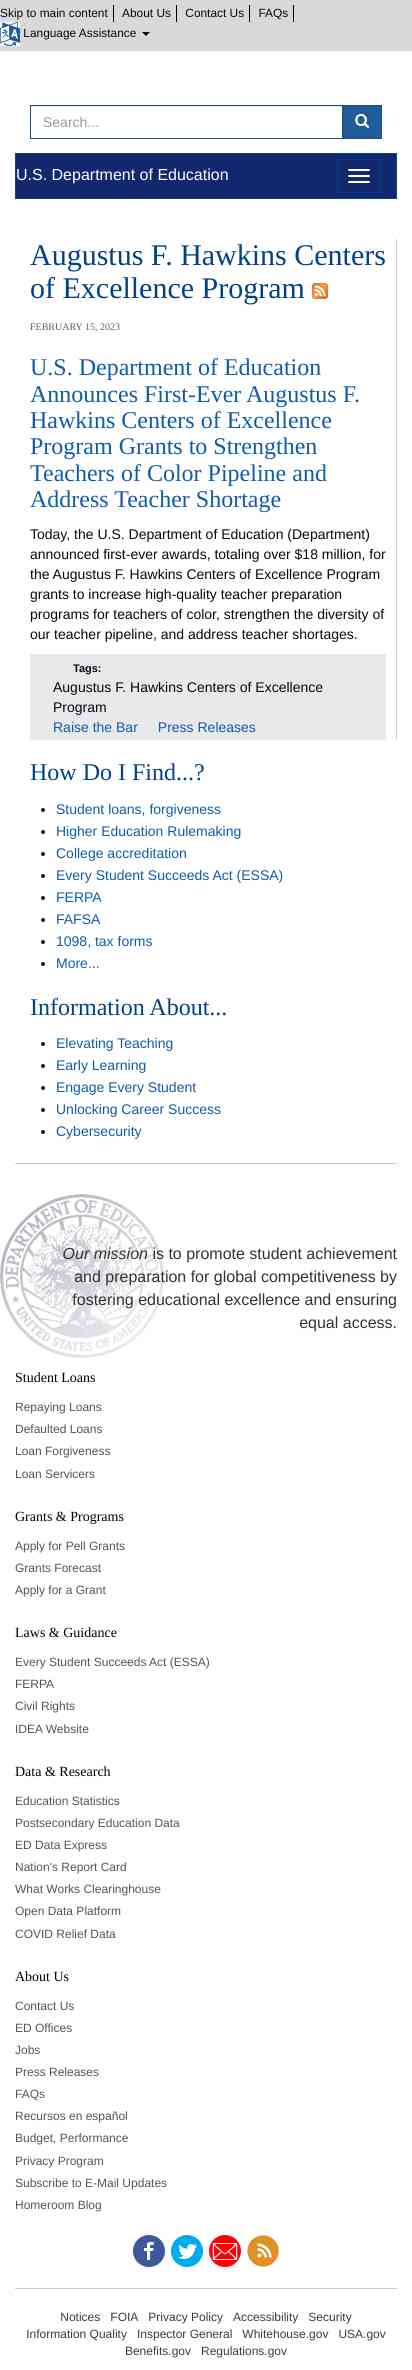 Skip to main content About Us Contact Us FAQs
Language Assistance
Search...
U.S. Department of Education
Augustus F. Hawkins Centers
of Excellence Program
FEBRUARY 15, 2023
U.S. Department of Education
Announces First-Ever Augustus F.
Hawkins Centers of Excellence
Program Grants to Strengthen
Teachers of Color Pipeline and
Address Teacher Shortage
Today, the U.S. Department of Education (Department)
announced first-ever awards, totaling over $18 million, for
the Augustus F. Hawkins Centers of Excellence Program
grants to increase high-quality teacher preparation
programs for teachers of color, strengthen the diversity of
our teacher pipeline, and address teacher shortages.
Tags:
Augustus F. Hawkins Centers of Excellence
Program
Raise the Bar Press Releases
How Do I Find...?
Student loans, forgiveness
Higher Education Rulemaking
College accreditation
Every Student Succeeds Act (ESSA)
FERPA
FAFSA
1098, tax forms
More...
Information About...
Elevating Teaching
Early Learning
Engage Every Student
Unlocking Career Success
Cybersecurity
DEPARTMENT OF EDUCATION
UNITED STATES OF AMERICA
Our mission is to promote student achievement
and preparation for global competitiveness by
fostering educational excellence and ensuring
equal access.
Student Loans
Repaying Loans
Defaulted Loans
Loan Forgiveness
Loan Servicers
Grants & Programs
Apply for Pell Grants
Grants Forecast
Apply for a Grant
Laws & Guidance
Every Student Succeeds Act (ESSA)
FERPA
Civil Rights
IDEA Website
Data & Research
Education Statistics
Postsecondary Education Data
ED Data Express
Nation's Report Card
What Works Clearinghouse
Open Data Platform
COVID Relief Data
About Us
Contact Us
ED Offices
Jobs
Press Releases
FAQs
Recursos en español
Budget, Performance
Privacy Program
Subscribe to E-Mail Updates
Homeroom Blog
Notices FOIA Privacy Policy Accessibility Security
Information Quality Inspector General Whitehouse.gov USA.gov
Benefits.gov Regulations.gov